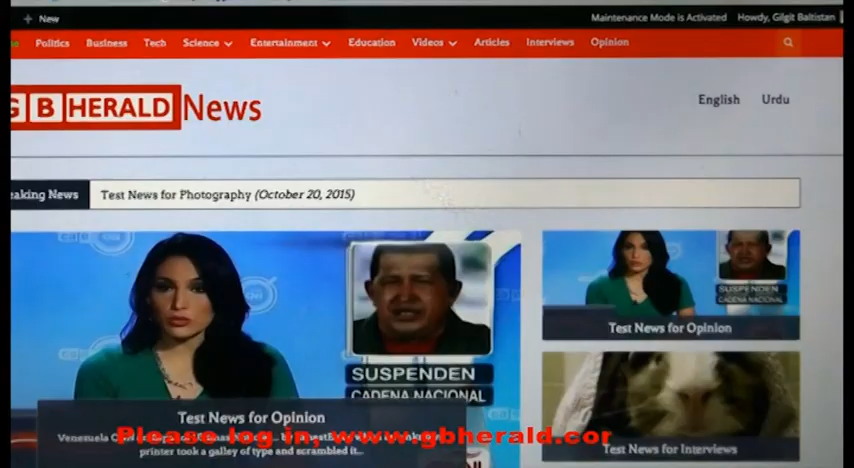 + New Maintenance Mode is Activated Howdy, Gilgit Baltistan
Politics Business Tech Science Entertainment Education Videos Articles Interviews Opinion
GB HERALD News
English Urdu
eaking News Test News for Photography (October 20, 2015)
SUSPENDEN
CADENA NACIONAL
SUSPENDEN
CADENA NACIONAL
Test News for Opinion
Test News for Opinion
Venezuela
printer took a galley of type and scrambled it...
Please log in, www.gbherald.cor
Test News for Interviews